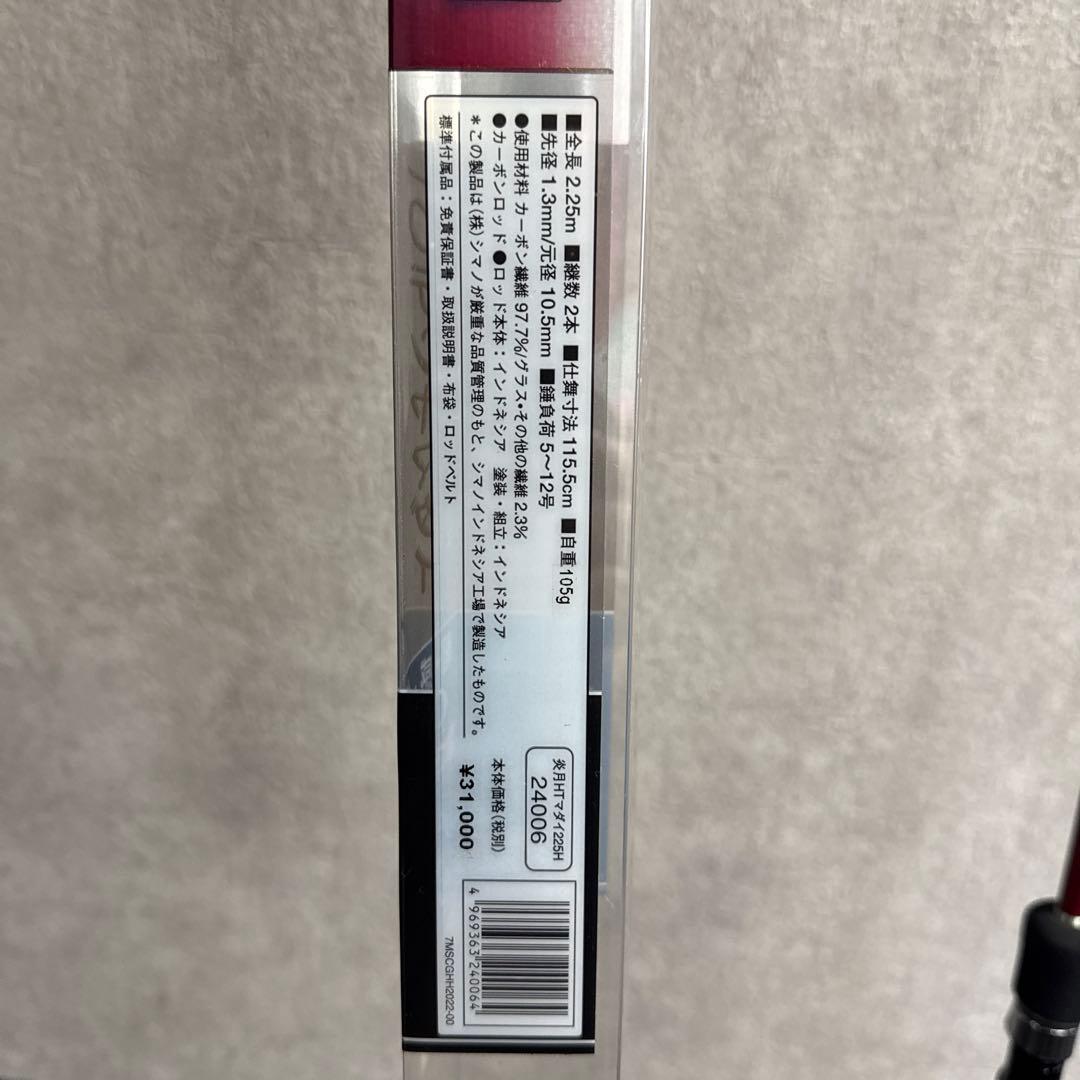 ■全長 2.25m ■継数 2本 ■仕舞寸法 115.5cm ■自重 105g
■先径 1.3mm/元径 10.5mm ■錘負荷 5〜12号
●使用材料 カーボン繊維 97.7%/グラス・その他の繊維 2.3%
●カーボンロッド ●ロッド本体：インドネシア 塗装・組立：インドネシア
＊この製品は(株)シマノが厳重な品質管理のもと、シマノインドネシア工場で製造したものです。
標準付属品：免責保証書・取扱説明書・布袋・ロッドベルト
炎月HTマダイ225H
24006
本体価格(税別)
¥31,000
4 969363 240064
7MSCGHH2022-00